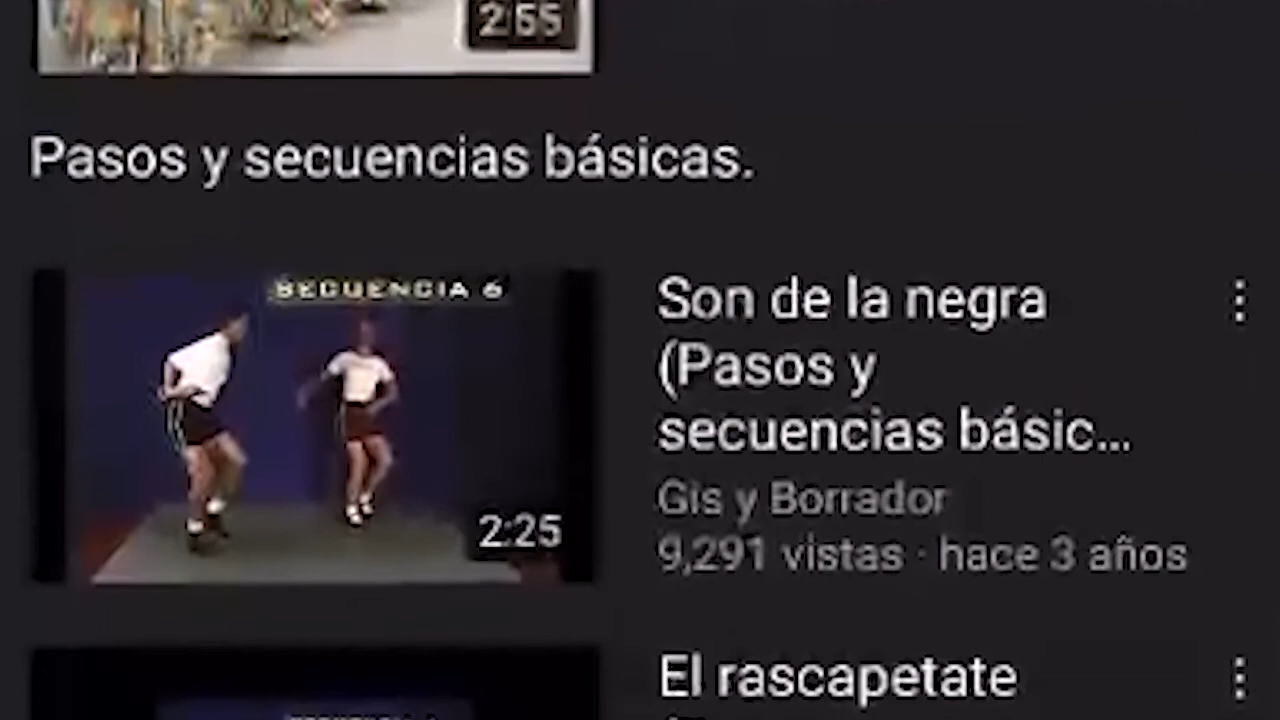 2:55
Pasos y secuencias básicas.
SECUENCIA 6
2:25
Son de la negra
(Pasos y
secuencias básic...
Gis y Borrador
9,291 vistas · hace 3 años
El rascapetate